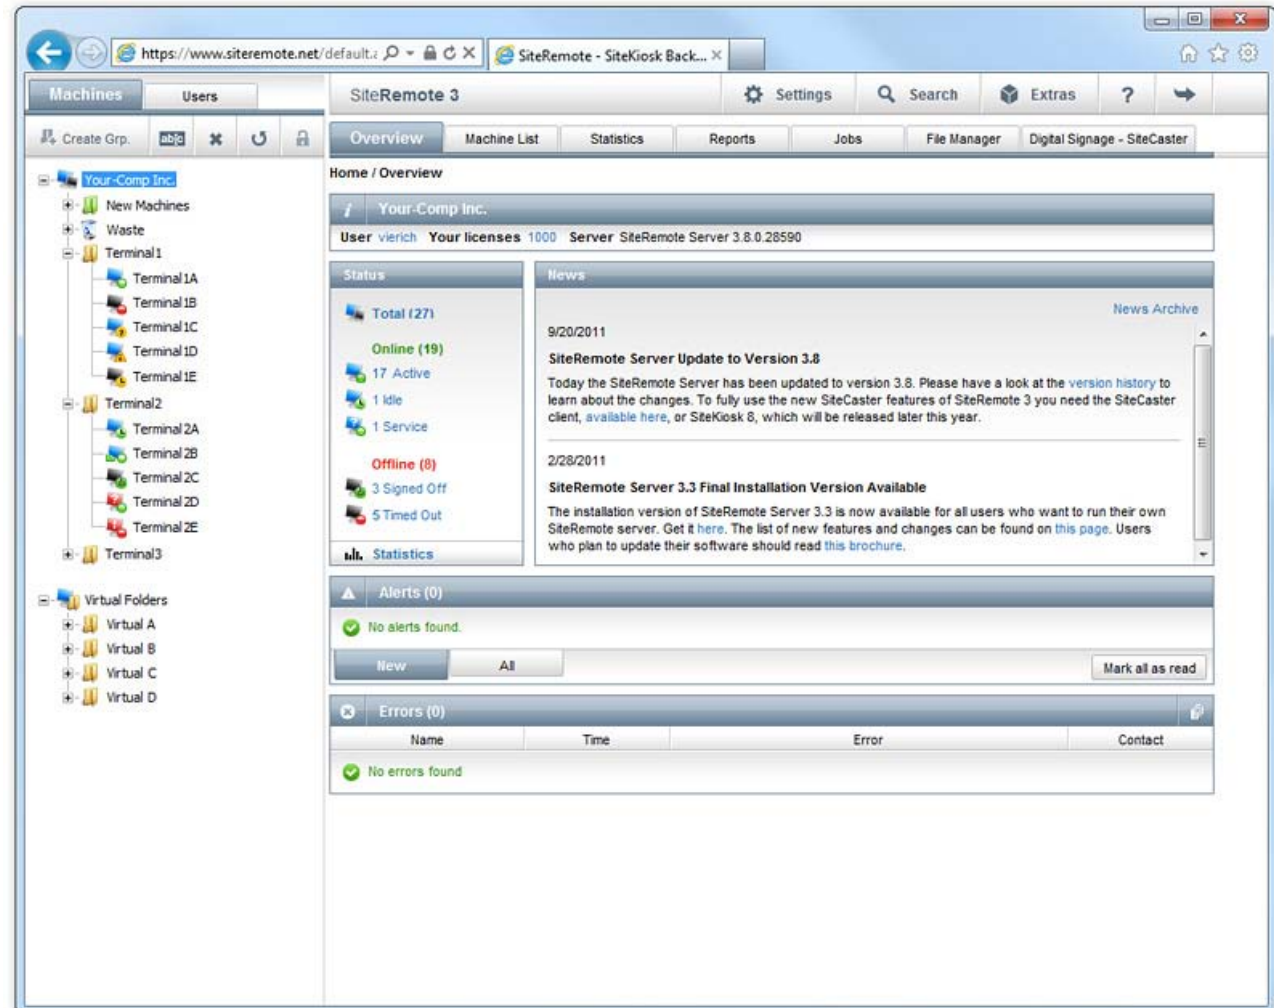 https://www.siteremote.net/default.a
SiteRemote - SiteKiosk Back...
Machines Users
SiteRemote 3 Settings Search Extras ?
Create Grp. ab|c
Overview Machine List Statistics Reports Jobs File Manager Digital Signage - SiteCaster
Your-Comp Inc.
New Machines
Waste
Terminal1
Terminal1A
Terminal1B
Terminal1C
Terminal1D
Terminal1E
Terminal2
Terminal2A
Terminal2B
Terminal2C
Terminal2D
Terminal2E
Terminal3
Virtual Folders
Virtual A
Virtual B
Virtual C
Virtual D
Home / Overview
i Your-Comp Inc.
User vierich Your licenses 1000 Server SiteRemote Server 3.8.0.28590
Status
Total (27)
Online (19)
17 Active
1 Idle
1 Service
Offline (8)
3 Signed Off
5 Timed Out
Statistics
News
News Archive
9/20/2011
SiteRemote Server Update to Version 3.8
Today the SiteRemote Server has been updated to version 3.8. Please have a look at the version history to
learn about the changes. To fully use the new SiteCaster features of SiteRemote 3 you need the SiteCaster
client, available here, or SiteKiosk 8, which will be released later this year.
2/28/2011
SiteRemote Server 3.3 Final Installation Version Available
The installation version of SiteRemote Server 3.3 is now available for all users who want to run their own
SiteRemote server. Get it here. The list of new features and changes can be found on this page. Users
who plan to update their software should read this brochure.
Alerts (0)
No alerts found.
New All Mark all as read
Errors (0)
Name Time Error Contact
No errors found